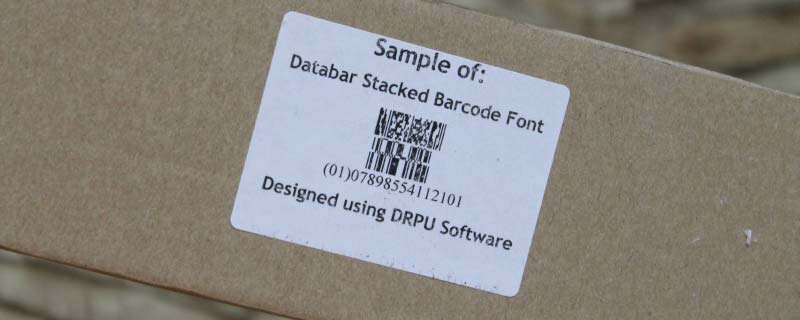 Sample of:
Databar Stacked Barcode Font
(01)07898554112101
Designed using DRPU Software